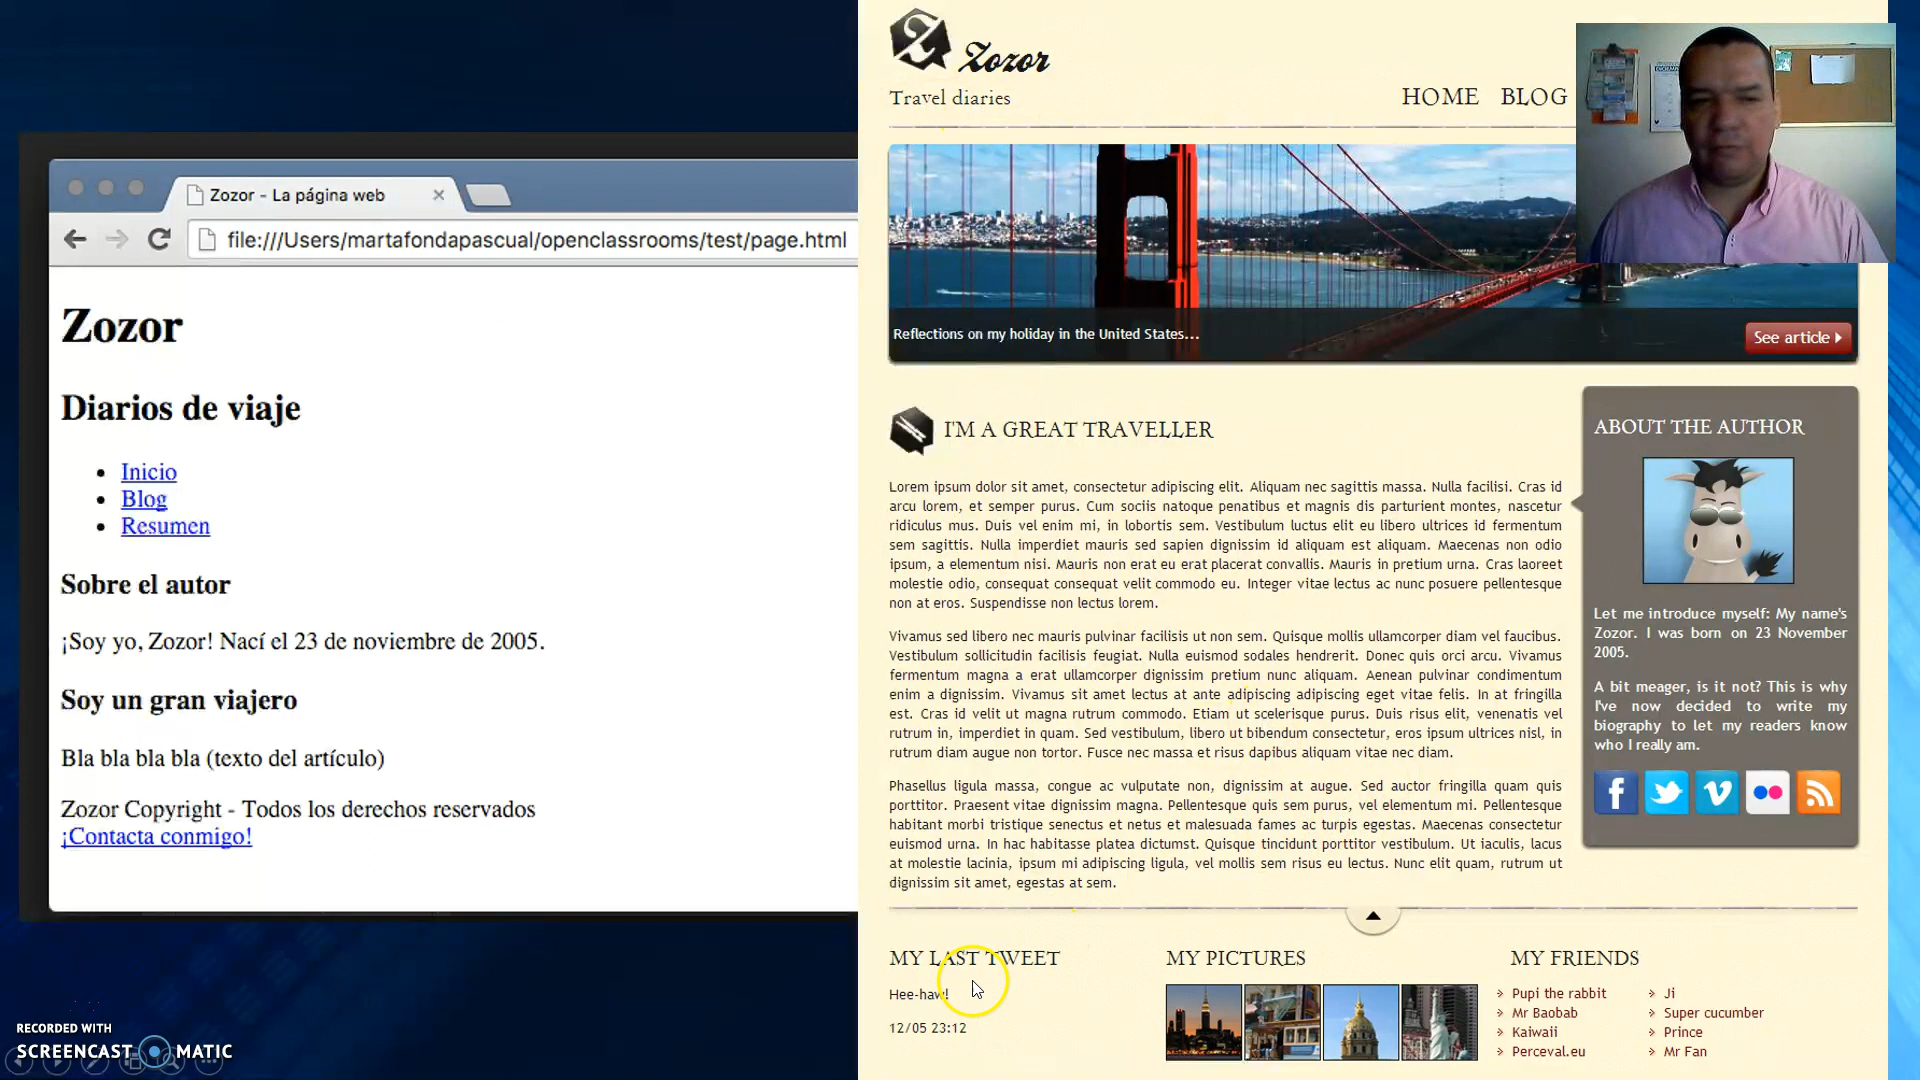 Zozor - La página web
file:///Users/martafondapascual/openclassrooms/test/page.html
Zozor
Diarios de viaje
Inicio
Blog
Resumen
Sobre el autor
¡Soy yo, Zozor! Nací el 23 de noviembre de 2005.
Soy un gran viajero
Bla bla bla bla (texto del artículo)
Zozor Copyright - Todos los derechos reservados
¡Contacta conmigo!
RECORDED WITH
SCREENCAST MATIC
Zozor
Travel diaries
HOME BLOG
Reflections on my holiday in the United States...
See article
I'M A GREAT TRAVELLER
Lorem ipsum dolor sit amet, consectetur adipiscing elit. Aliquam nec sagittis massa. Nulla facilisi. Cras id
arcu lorem, et semper purus. Cum sociis natoque penatibus et magnis dis parturient montes, nascetur
ridiculus mus. Duis vel enim mi, in lobortis sem. Vestibulum luctus elit eu libero ultrices id fermentum
sem sagittis. Nulla imperdiet mauris sed sapien dignissim id aliquam est aliquam. Maecenas non odio
ipsum, a elementum nisi. Mauris non erat eu erat placerat convallis. Mauris in pretium urna. Cras laoreet
molestie odio, consequat consequat velit commodo eu. Integer vitae lectus ac nunc posuere pellentesque
non at eros. Suspendisse non lectus lorem.
Vivamus sed libero nec mauris pulvinar facilisis ut non sem. Quisque mollis ullamcorper diam vel faucibus.
Vestibulum sollicitudin facilisis feugiat. Nulla euismod sodales hendrerit. Donec quis orci arcu. Vivamus
fermentum magna a erat ullamcorper dignissim pretium nunc aliquam. Aenean pulvinar condimentum
enim a dignissim. Vivamus sit amet lectus at ante adipiscing adipiscing eget vitae felis. In at fringilla
est. Cras id velit ut magna rutrum commodo. Etiam ut scelerisque purus. Duis risus elit, venenatis vel
rutrum in, imperdiet in quam. Sed vestibulum, libero ut bibendum consectetur, eros ipsum ultrices nisl, in
rutrum diam augue non tortor. Fusce nec massa et risus dapibus aliquam vitae nec diam.
Phasellus ligula massa, congue ac vulputate non, dignissim at augue. Sed auctor fringilla quam quis
porttitor. Praesent vitae dignissim magna. Pellentesque quis sem purus, vel elementum mi. Pellentesque
habitant morbi tristique senectus et netus et malesuada fames ac turpis egestas. Maecenas consectetur
euismod urna. In hac habitasse platea dictumst. Quisque tincidunt porttitor vestibulum. Ut iaculis, lacus
at molestie lacinia, ipsum mi adipiscing ligula, vel mollis sem risus eu lectus. Nunc elit quam, rutrum ut
dignissim sit amet, egestas at sem.
ABOUT THE AUTHOR
Let me introduce myself: My name's
Zozor. I was born on 23 November
2005.
A bit meager, is it not? This is why
I've now decided to write my
biography to let my readers know
who I really am.
MY LAST TWEET
Hee-haw!
12/05 23:12
MY PICTURES
MY FRIENDS
Pupi the rabbit
Mr Baobab
Kaiwaii
Perceval.eu
Ji
Super cucumber
Prince
Mr Fan